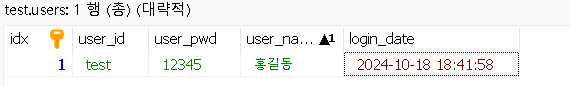 test.users: 1 행 (총) (대략적)
idx user_id user_pwd user_na... ▲1 login_date
1 test 12345 홍길동 2024-10-18 18:41:58